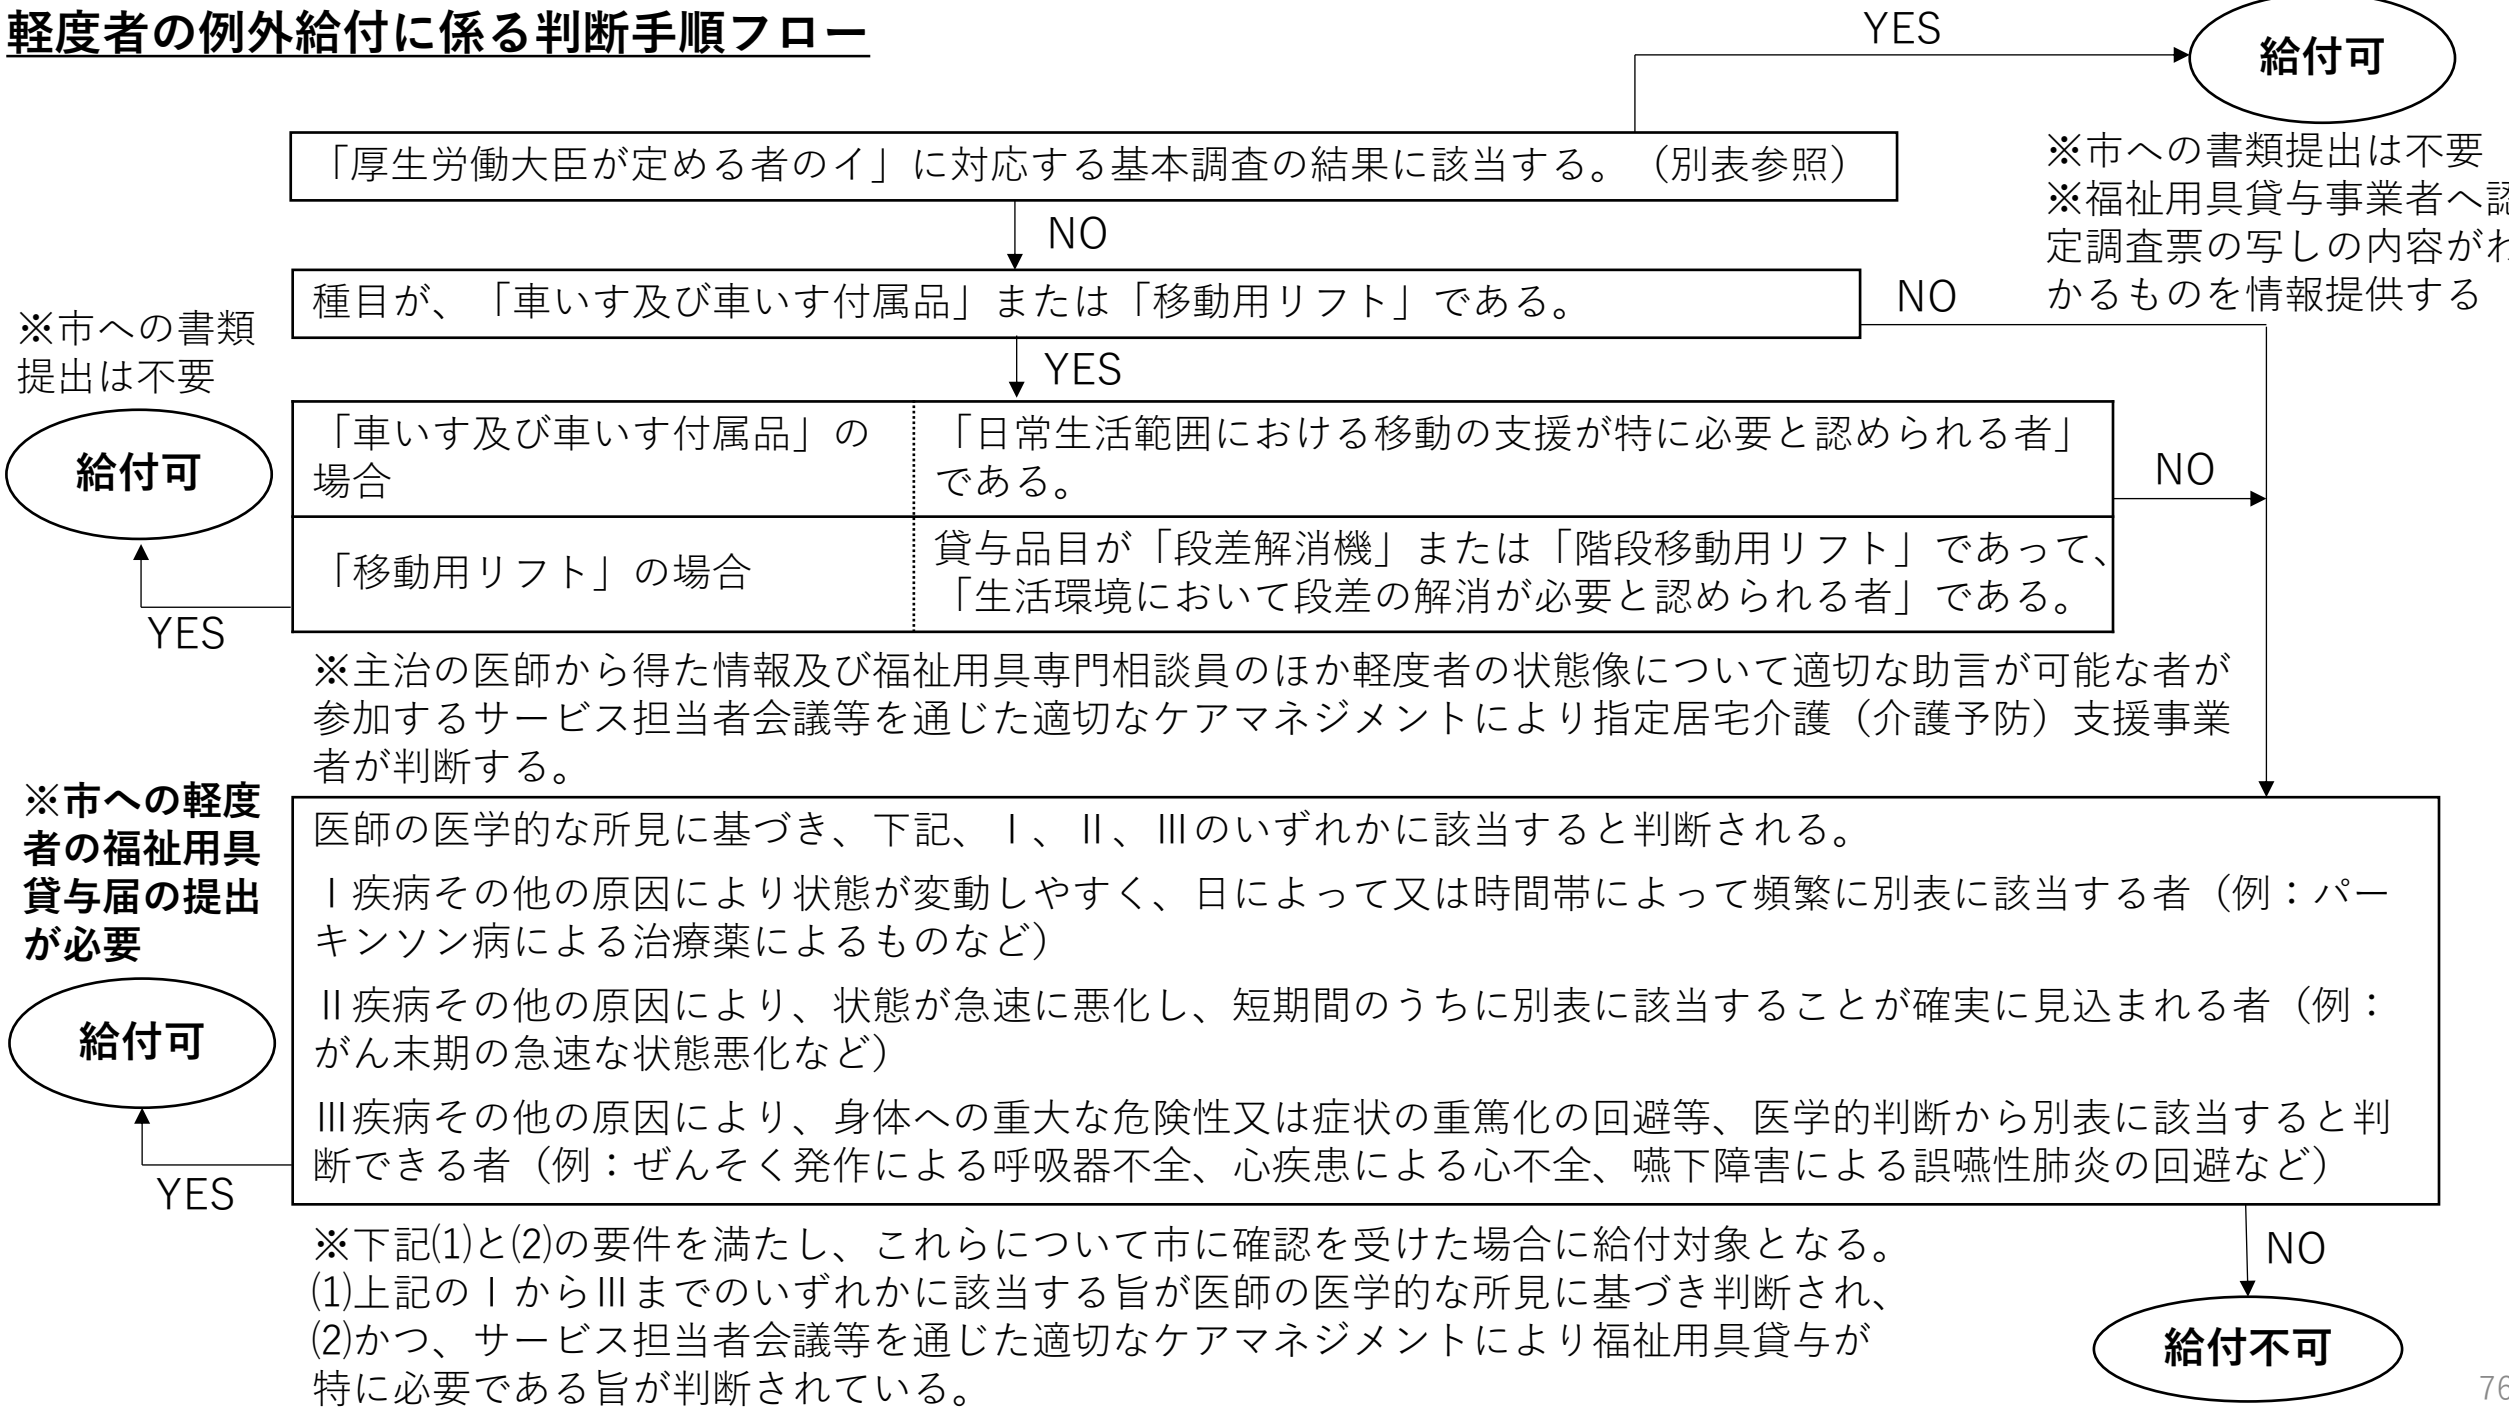 軽度者の例外給付に係る判断手順フロー
YES
給付可
「厚生労働大臣が定める者のイ」に対応する基本調査の結果に該当する。（別表参照）
※市への書類提出は不要
※福祉用具貸与事業者へ認
定調査票の写しの内容がわ
かるものを情報提供する
NO
種目が、「車いす及び車いす付属品」または「移動用リフト」である。
NO
※市への書類
提出は不要
YES
給付可
「車いす及び車いす付属品」の
場合
「日常生活範囲における移動の支援が特に必要と認められる者」
である。
NO
「移動用リフト」の場合
貸与品目が「段差解消機」または「階段移動用リフト」であって、
「生活環境において段差の解消が必要と認められる者」である。
YES
※主治の医師から得た情報及び福祉用具専門相談員のほか軽度者の状態像について適切な助言が可能な者が
参加するサービス担当者会議等を通じた適切なケアマネジメントにより指定居宅介護（介護予防）支援事業
者が判断する。
※市への軽度
者の福祉用具
貸与届の提出
が必要
給付可
YES
医師の医学的な所見に基づき、下記、Ⅰ、Ⅱ、Ⅲのいずれかに該当すると判断される。
Ⅰ疾病その他の原因により状態が変動しやすく、日によって又は時間帯によって頻繁に別表に該当する者（例：パー
キンソン病による治療薬によるものなど）
Ⅱ疾病その他の原因により、状態が急速に悪化し、短期間のうちに別表に該当することが確実に見込まれる者（例：
がん末期の急速な状態悪化など）
Ⅲ疾病その他の原因により、身体への重大な危険性又は症状の重篤化の回避等、医学的判断から別表に該当すると判
断できる者（例：ぜんそく発作による呼吸器不全、心疾患による心不全、嚥下障害による誤嚥性肺炎の回避など）
※下記⑴と⑵の要件を満たし、これらについて市に確認を受けた場合に給付対象となる。
⑴上記のⅠからⅢまでのいずれかに該当する旨が医師の医学的な所見に基づき判断され、
⑵かつ、サービス担当者会議等を通じた適切なケアマネジメントにより福祉用具貸与が
特に必要である旨が判断されている。
NO
給付不可
76